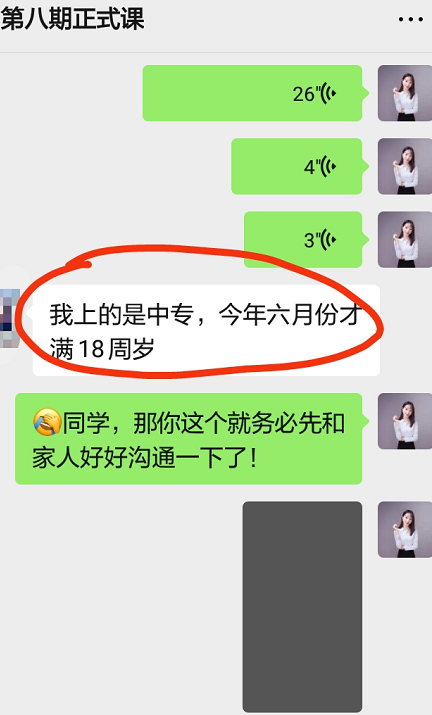 第八期正式课
26"
4"
3"
我上的是中专，今年六月份才
满18周岁
🤦同学，那你这个就务必先和
家人好好沟通一下了！